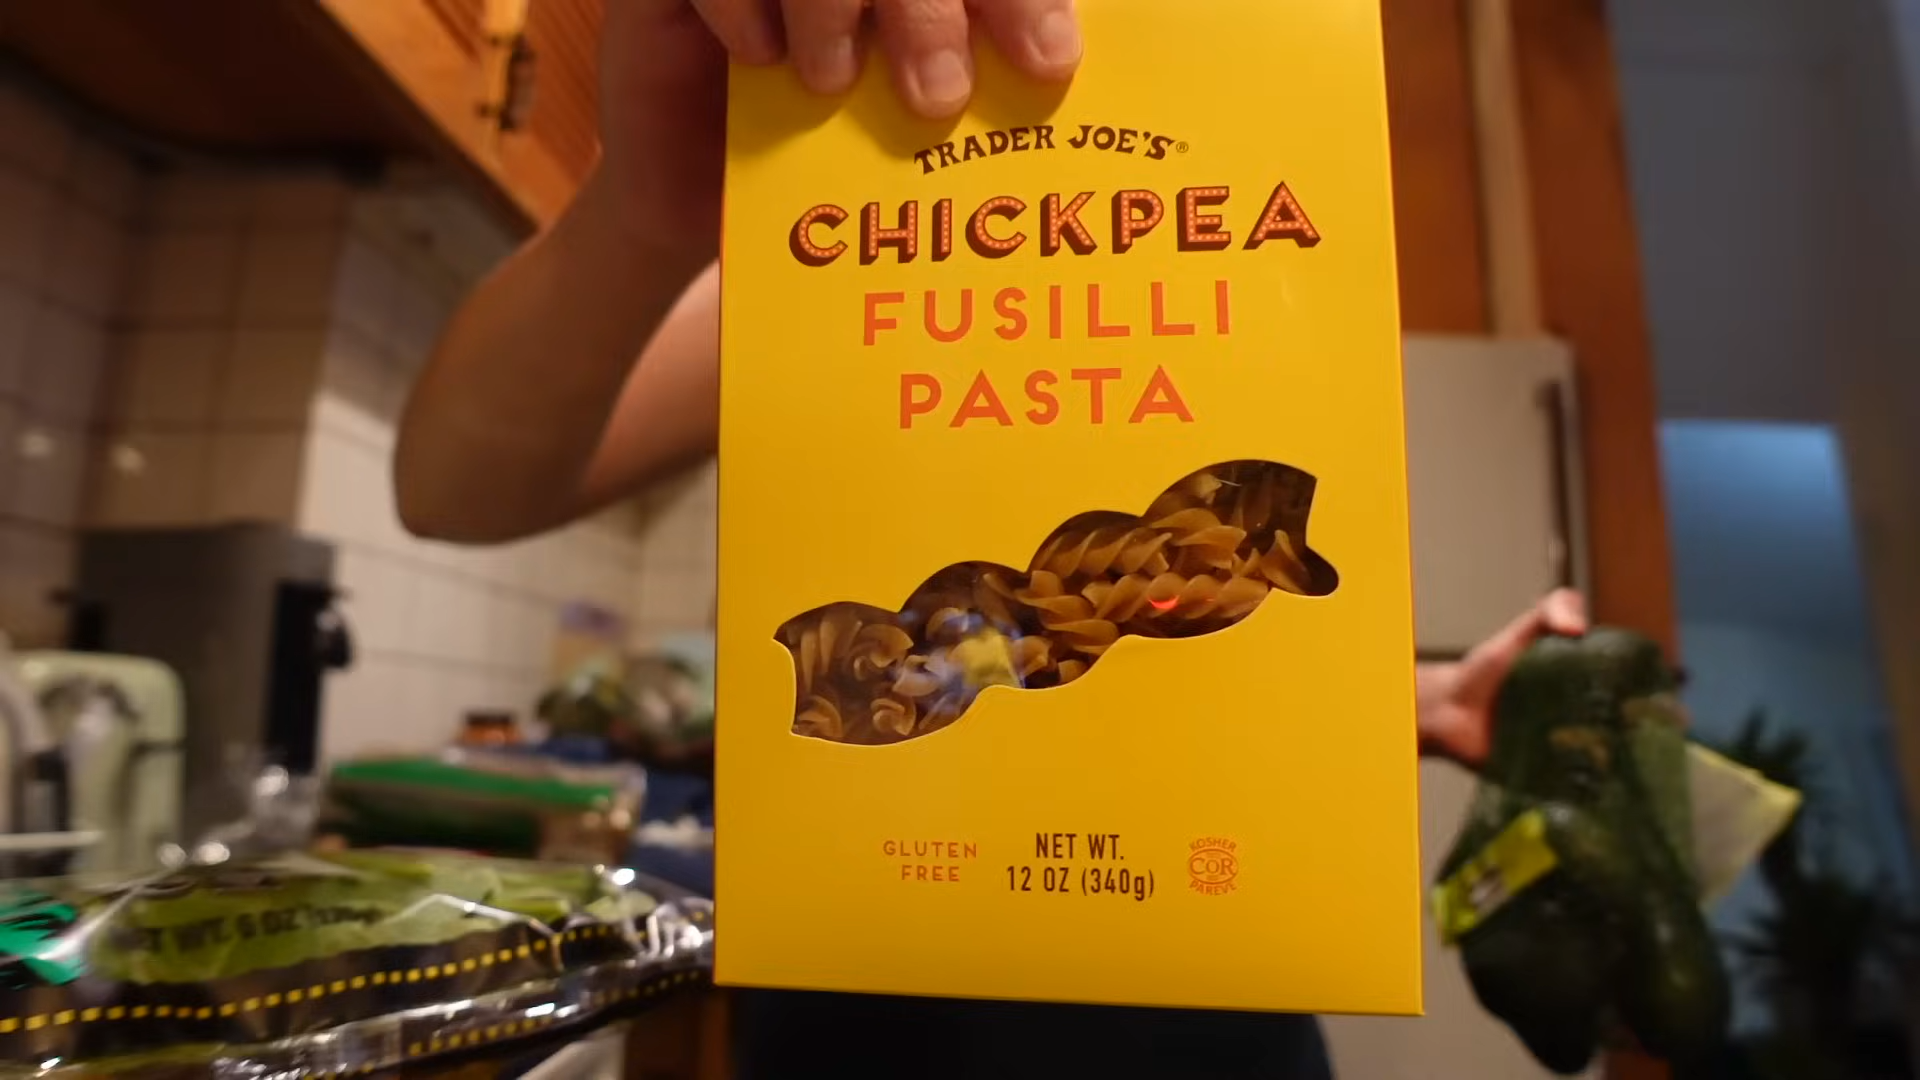 TRADER JOE'S®
CHICKPEA
FUSILLI
PASTA
GLUTEN
FREE
NET WT.
12 OZ (340g)
KOSHER
COR
PAREVE